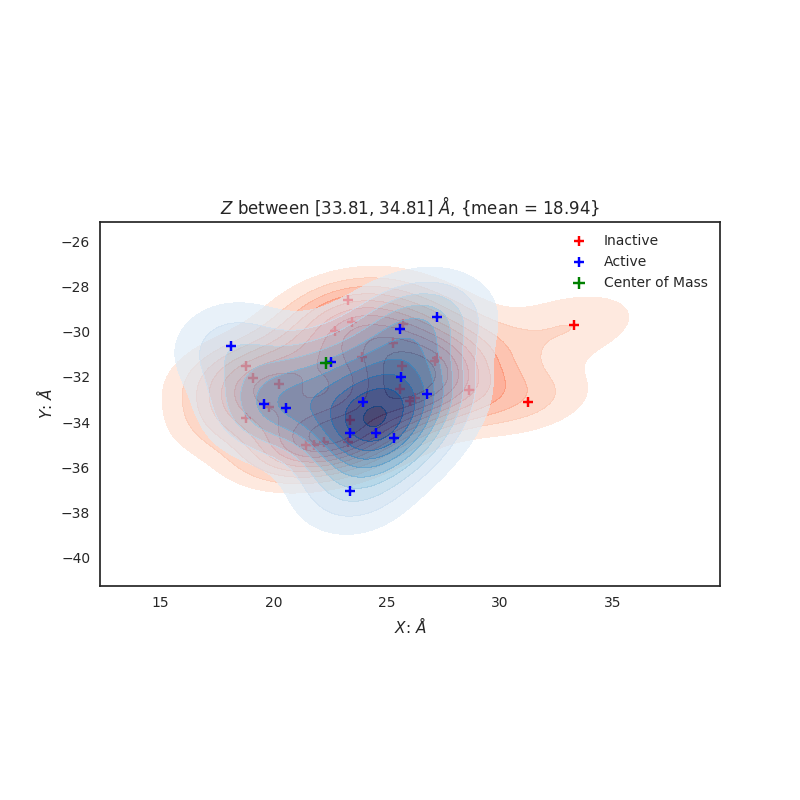 Z between [33.81, 34.81] Å, {mean = 18.94}
Inactive
Active
Center of Mass
−26
−28
−30
−32
−34
−36
−38
−40
Y: Å
15
20
25
30
35
X: Å